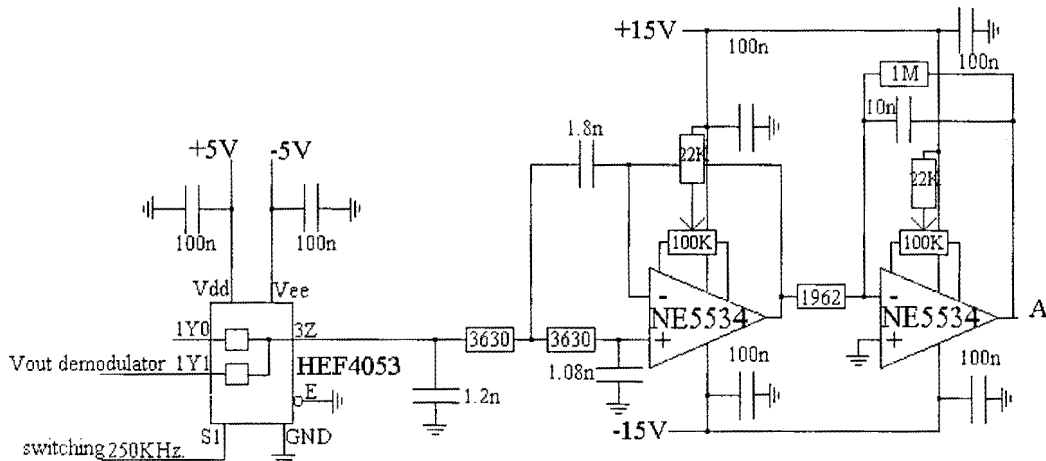 +15V
100n
100n
1M
10n
1.8n
22K
22K
+5V
-5V
100n
100n
100K
100K
Vdd
Vee
-
NE5534
1962
-
NE5534
A
1Y0
3Z
3630
3630
+
+
Vout demodulator 1Y1
HEF4053
1.08n
100n
100n
E
1.2n
S1
GND
-15V
switching 250KHz.